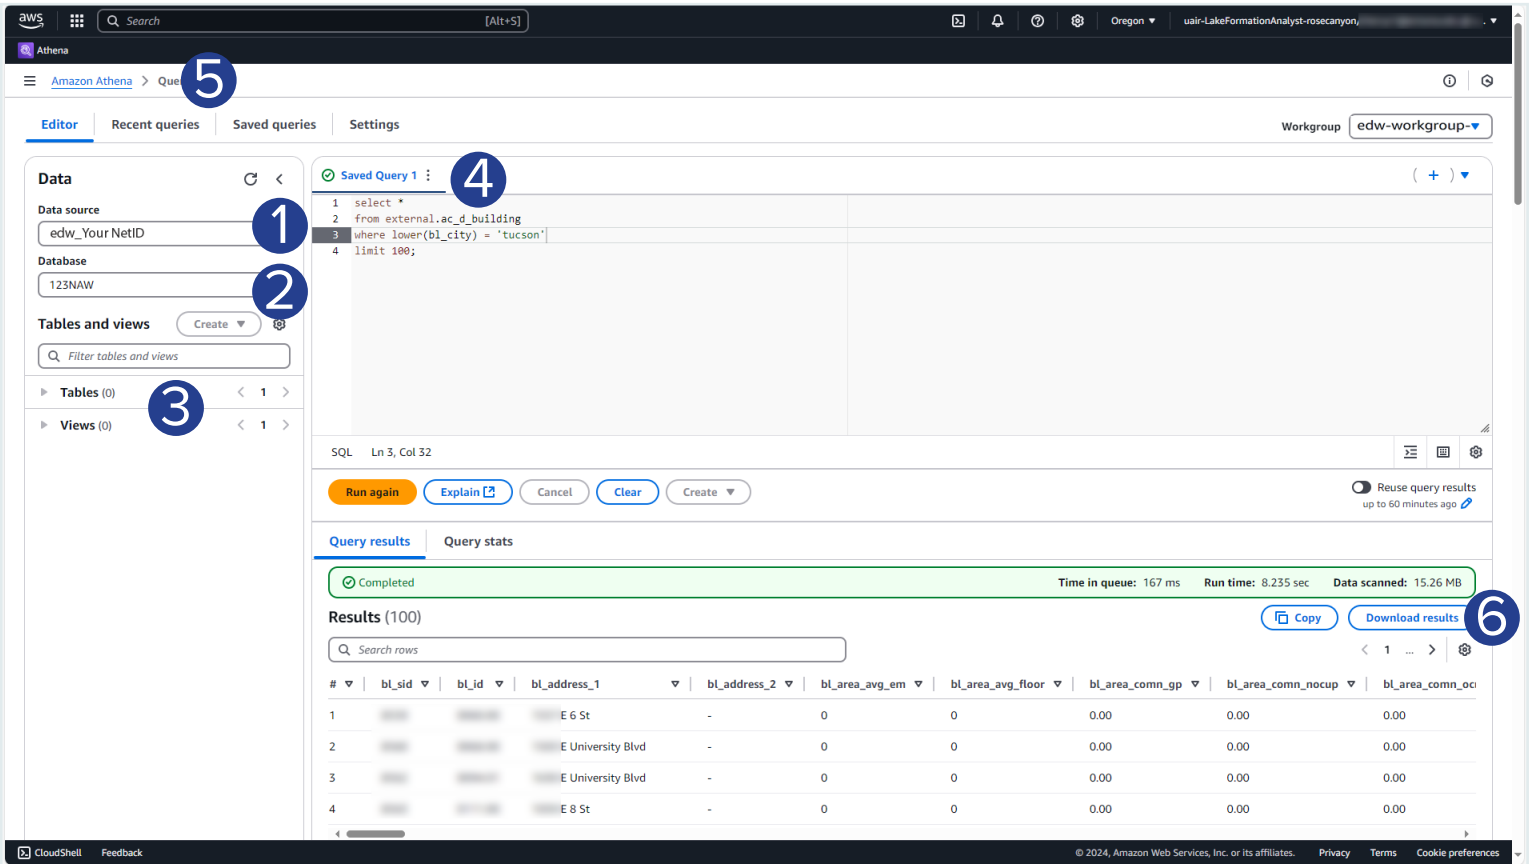 aws Search [Alt+S] Oregon uair-LakeFormationAnalyst-rosecanyon/
Athena
Amazon Athena
5
Editor Recent queries Saved queries Settings Workgroup edw-workgroup-
Data
Data source
edw_Your NetID
1
Database
123NAW
2
Tables and views Create
Filter tables and views
Tables (0) 1
3
Views (0) 1
Saved Query 1
4
( + )
1 select *
2 from external.ac_d_building
3 where lower(bl_city) = 'tucson'
4 limit 100;
SQL Ln 3, Col 32
Run again Explain Cancel Clear Create
Reuse query results
up to 60 minutes ago
Query results Query stats
Completed Time in queue: 167 ms Run time: 8.235 sec Data scanned: 15.26 MB
Results (100) Copy Download results
6
Search rows 1 ...
# bl_sid bl_id bl_address_1 bl_address_2 bl_area_avg_em bl_area_avg_floor bl_area_comn_gp bl_area_comn_nocup bl_area_comn_oc
1 E 6 St - 0 0 0.00 0.00 0.00
2 E University Blvd - 0 0 0.00 0.00 0.00
3 E University Blvd - 0 0 0.00 0.00 0.00
4 E 8 St - 0 0 0.00 0.00 0.00
CloudShell Feedback © 2024, Amazon Web Services, Inc. or its affiliates. Privacy Terms Cookie preferences